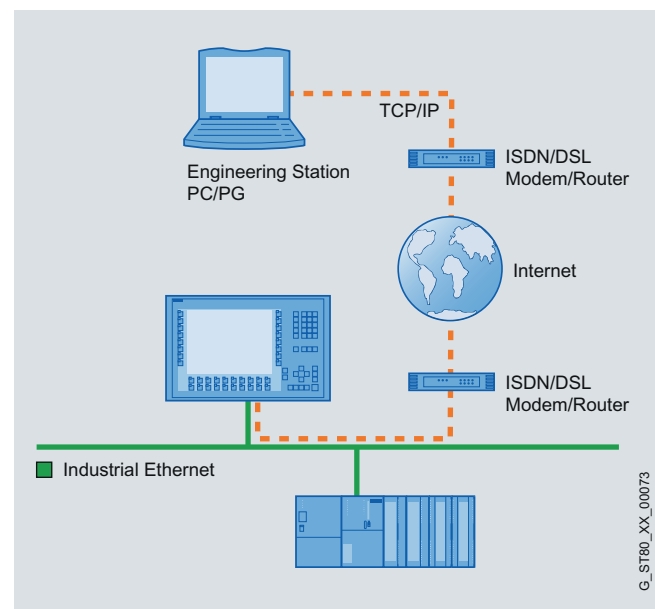 TCP/IP
Engineering Station
PC/PG
ISDN/DSL
Modem/Router
Internet
ISDN/DSL
Modem/Router
Industrial Ethernet
G_ST80_XX_00073